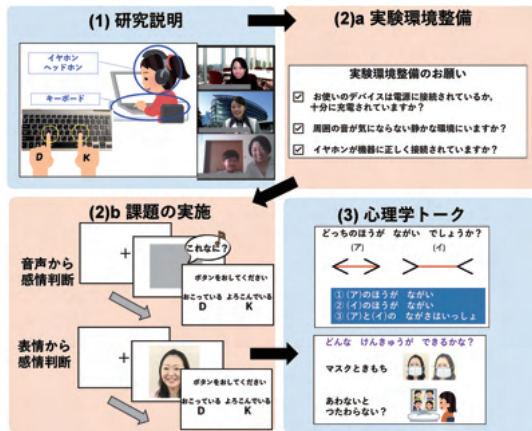 (1) 研究説明
イヤホン
ヘッドホン
キーボード
D
K
(2)a 実験環境整備
実験環境整備のお願い
お使いのデバイスは電源に接続されているか,
十分に充電されていますか?
周囲の音が気にならない静かな環境にいますか?
イヤホンが機器に正しく接続されていますか?
(2)b 課題の実施
音声から
感情判断
これなに?
ボタンをおしてください
おこっている よろこんでいる
D K
表情から
感情判断
ボタンをおしてください
おこっている よろこんでいる
D K
(3) 心理学トーク
どっちのほうが ながい でしょうか?
(ア) (イ)
① (ア)のほうが ながい
② (イ)のほうが ながい
③ (ア)と(イ)の ながさはいっしょ
どんな けんきゅうが できるかな?
マスクときもち
あわないと
つたわらない?